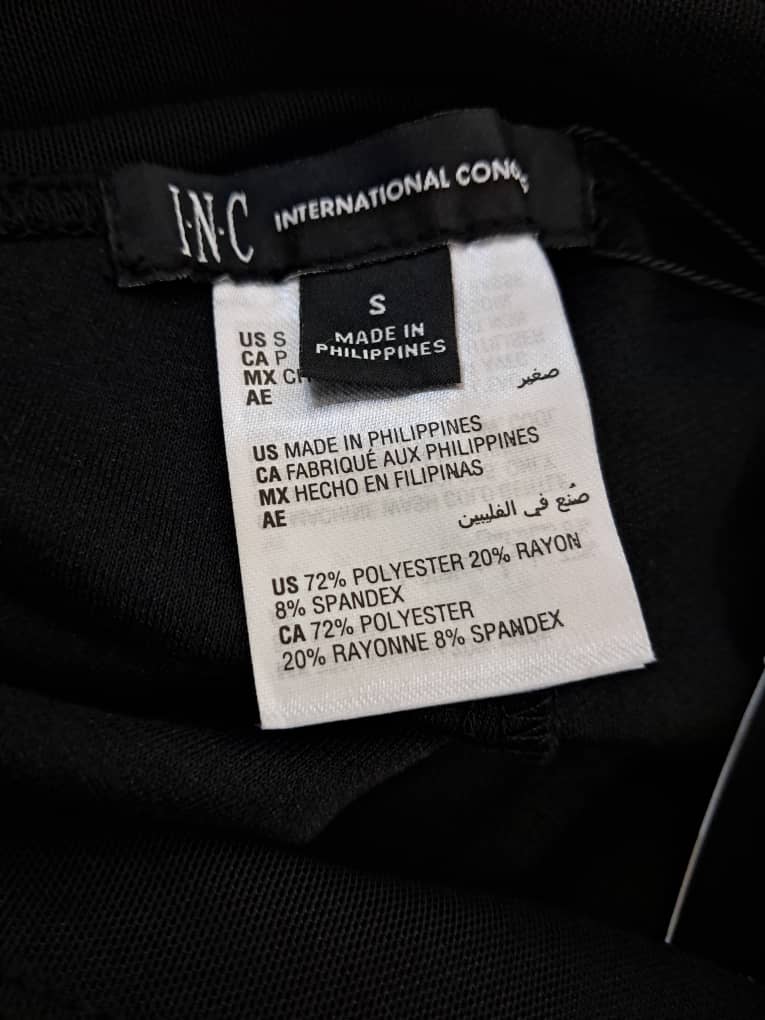 I·N·C INTERNATIONAL
S
MADE IN
PHILIPPINES
US S
CA P
MX
AE صغير
US MADE IN PHILIPPINES
CA FABRIQUÉ AUX PHILIPPINES
MX HECHO EN FILIPINAS
AE صُنع في الفليبين
US 72% POLYESTER 20% RAYON
8% SPANDEX
CA 72% POLYESTER
20% RAYONNE 8% SPANDEX